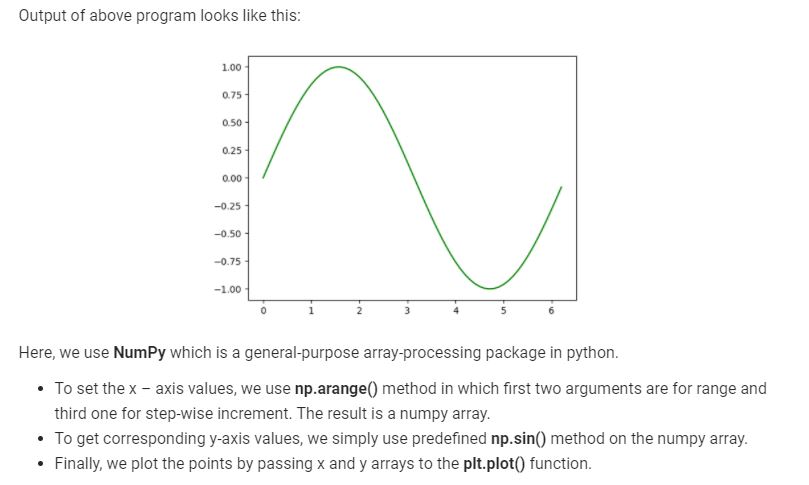 Output of above program looks like this:
1.00
0.75
0.50
0.25
0.00
−0.25
−0.50
−0.75
−1.00
0 1 2 3 4 5 6
Here, we use NumPy which is a general-purpose array-processing package in python.
• To set the x – axis values, we use np.arange() method in which first two arguments are for range and
third one for step-wise increment. The result is a numpy array.
• To get corresponding y-axis values, we simply use predefined np.sin() method on the numpy array.
• Finally, we plot the points by passing x and y arrays to the plt.plot() function.